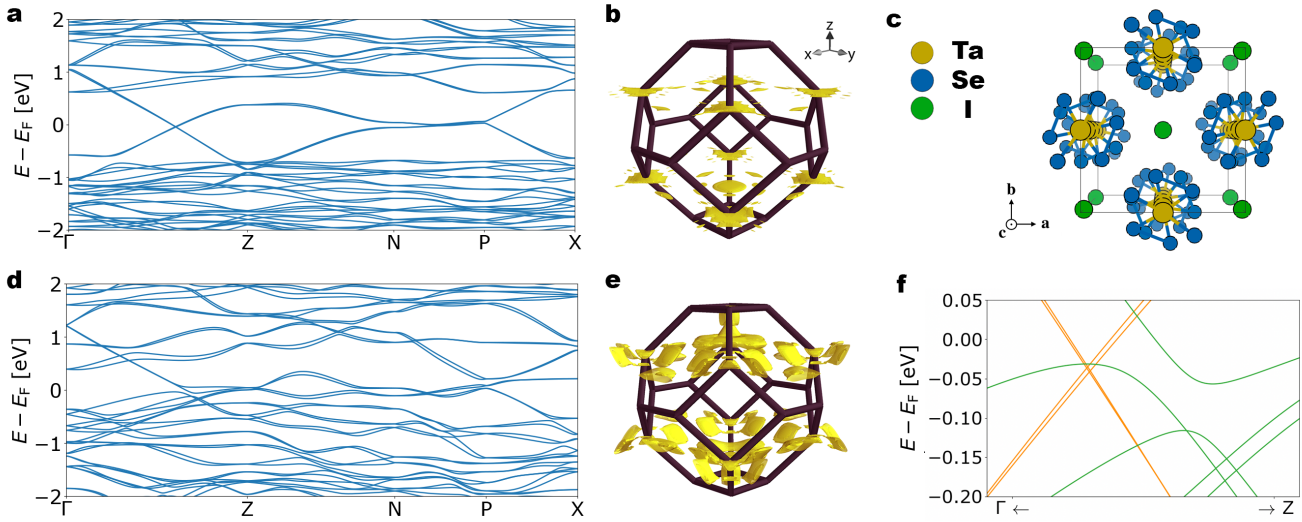 a
E − E_F [eV]
2
1
0
−1
−2
Γ Z N P X
b
z
x y
c
Ta
Se
I
b
c a
d
E − E_F [eV]
2
1
0
−1
−2
Γ Z N P X
e
f
E − E_F [eV]
0.05
0.00
−0.05
−0.10
−0.15
−0.20
Γ ← → Z